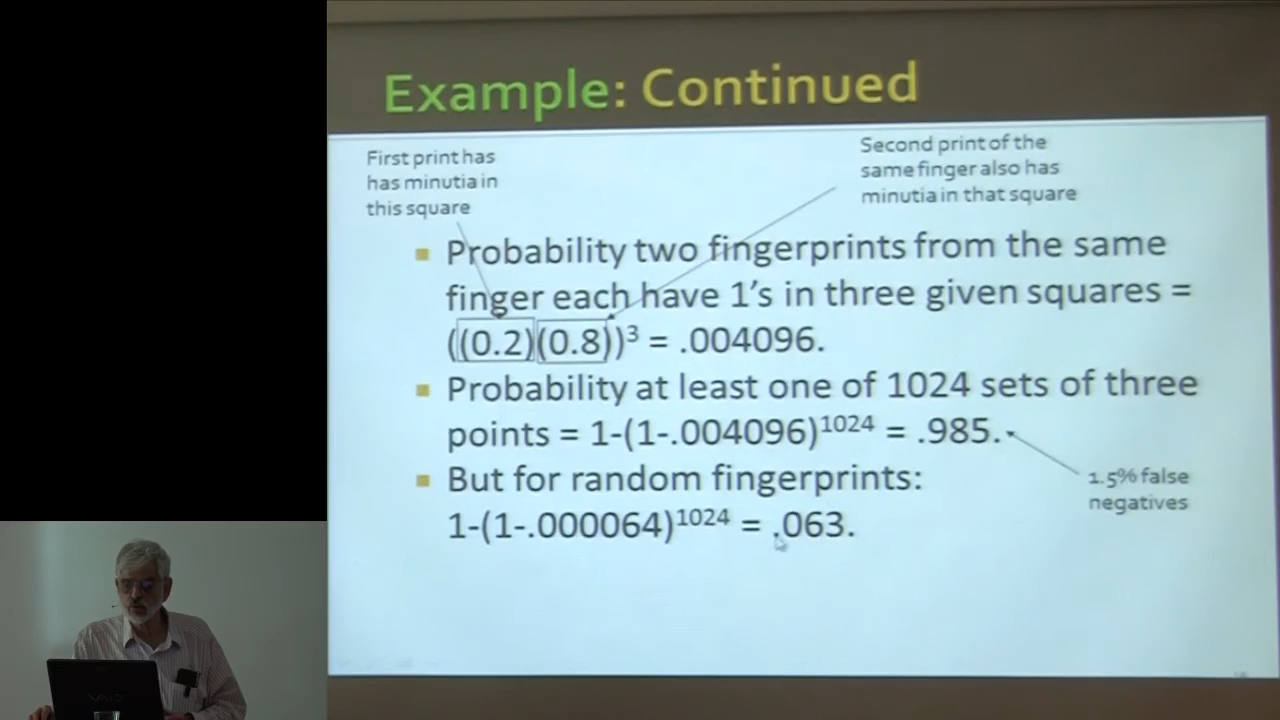 Example: Continued
First print has
has minutia in
this square
Second print of the
same finger also has
minutia in that square
▪ Probability two fingerprints from the same
finger each have 1's in three given squares =
((0.2)(0.8))³ = .004096.
▪ Probability at least one of 1024 sets of three
points = 1-(1-.004096)¹⁰²⁴ = .985.
1.5% false
negatives
▪ But for random fingerprints:
1-(1-.000064)¹⁰²⁴ = .063.
VAIO